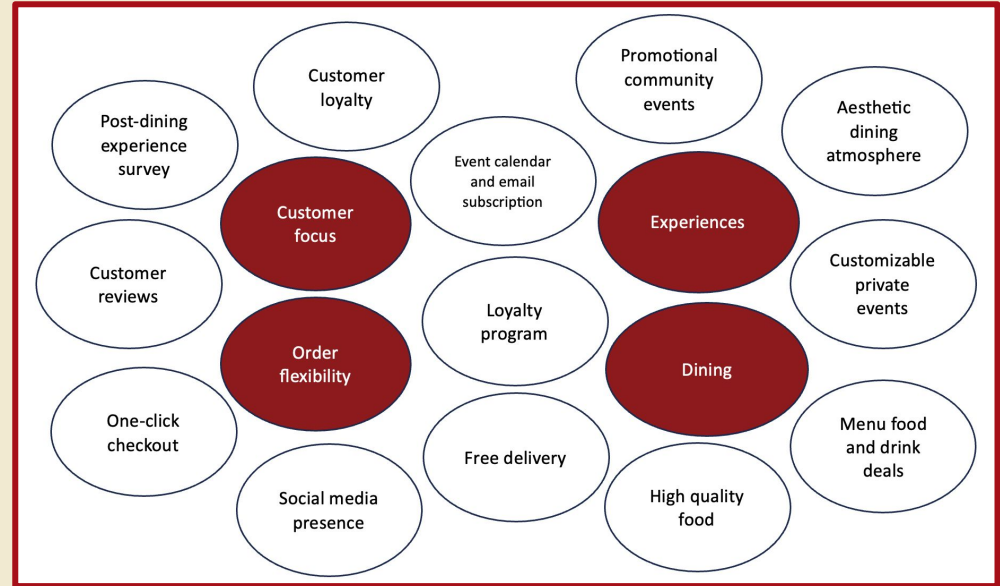 Customer
loyalty
Promotional
community
events
Post-dining
experience
survey
Event calendar
and email
subscription
Aesthetic
dining
atmosphere
Customer
focus
Experiences
Customer
reviews
Loyalty
program
Customizable
private
events
Order
flexibility
Dining
One-click
checkout
Free delivery
Menu food
and drink
deals
Social media
presence
High quality
food